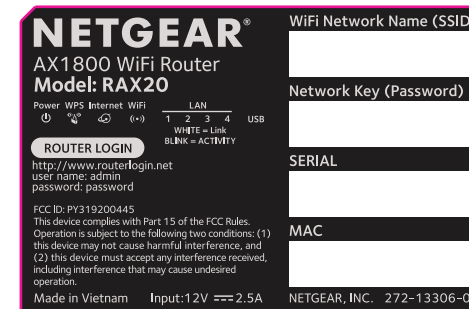 NETGEAR®
AX1800 WiFi Router
Model: RAX20
Power WPS Internet WiFi LAN
1 2 3 4 USB
WHITE = Link
BLINK = ACTIVITY
ROUTER LOGIN
http://www.routerlogin.net
user name: admin
password: password
FCC ID: PY319200445
This device complies with Part 15 of the FCC Rules.
Operation is subject to the following two conditions: (1)
this device may not cause harmful interference, and
(2) this device must accept any interference received,
including interference that may cause undesired
operation.
Made in Vietnam Input:12V ⎓ 2.5A
WiFi Network Name (SSID
Network Key (Password)
SERIAL
MAC
NETGEAR, INC. 272-13306-0